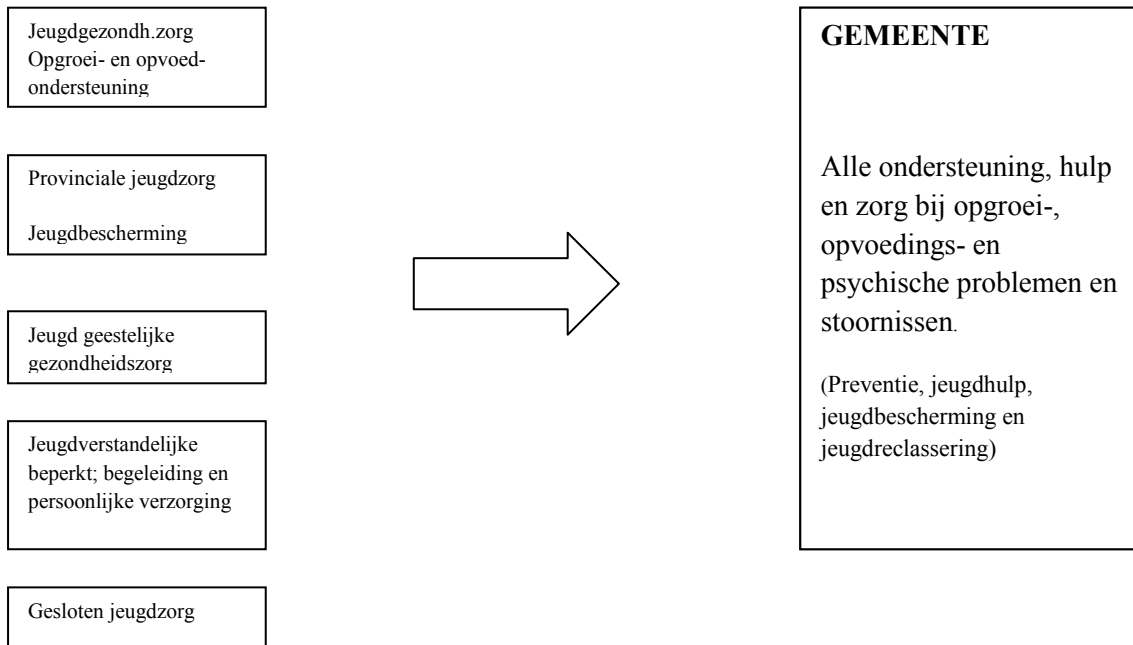 Jeugdgezondh.zorg
Opgroei- en opvoed-
ondersteuning
Provinciale jeugdzorg
Jeugdbescherming
Jeugd geestelijke
gezondheidszorg
Jeugdverstandelijke
beperkt; begeleiding en
persoonlijke verzorging
Gesloten jeugdzorg
GEMEENTE
Alle ondersteuning, hulp
en zorg bij opgroei-,
opvoedings- en
psychische problemen en
stoornissen.
(Preventie, jeugdhulp,
jeugdbescherming en
jeugdreclassering)